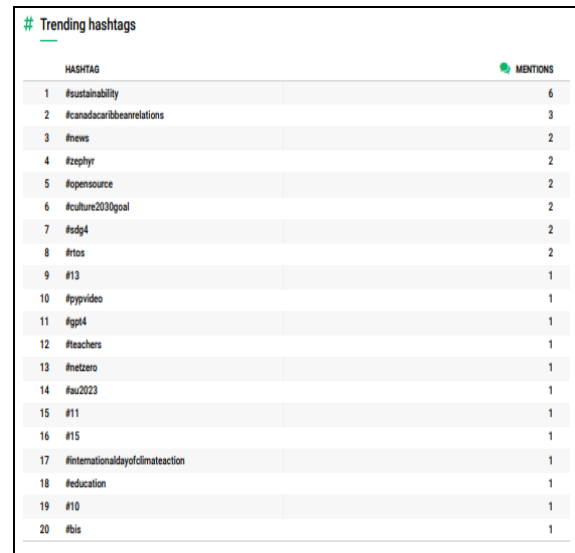 # Trending hashtags
HASHTAG MENTIONS
1 #sustainability 6
2 #canadacaribbeanrelations 3
3 #news 2
4 #zephyr 2
5 #opensource 2
6 #culture2030goal 2
7 #sdg4 2
8 #rtos 2
9 #13 1
10 #pypvideo 1
11 #gpt4 1
12 #teachers 1
13 #netzero 1
14 #au2023 1
15 #11 1
16 #15 1
17 #internationaldayofclimateaction 1
18 #education 1
19 #10 1
20 #bis 1